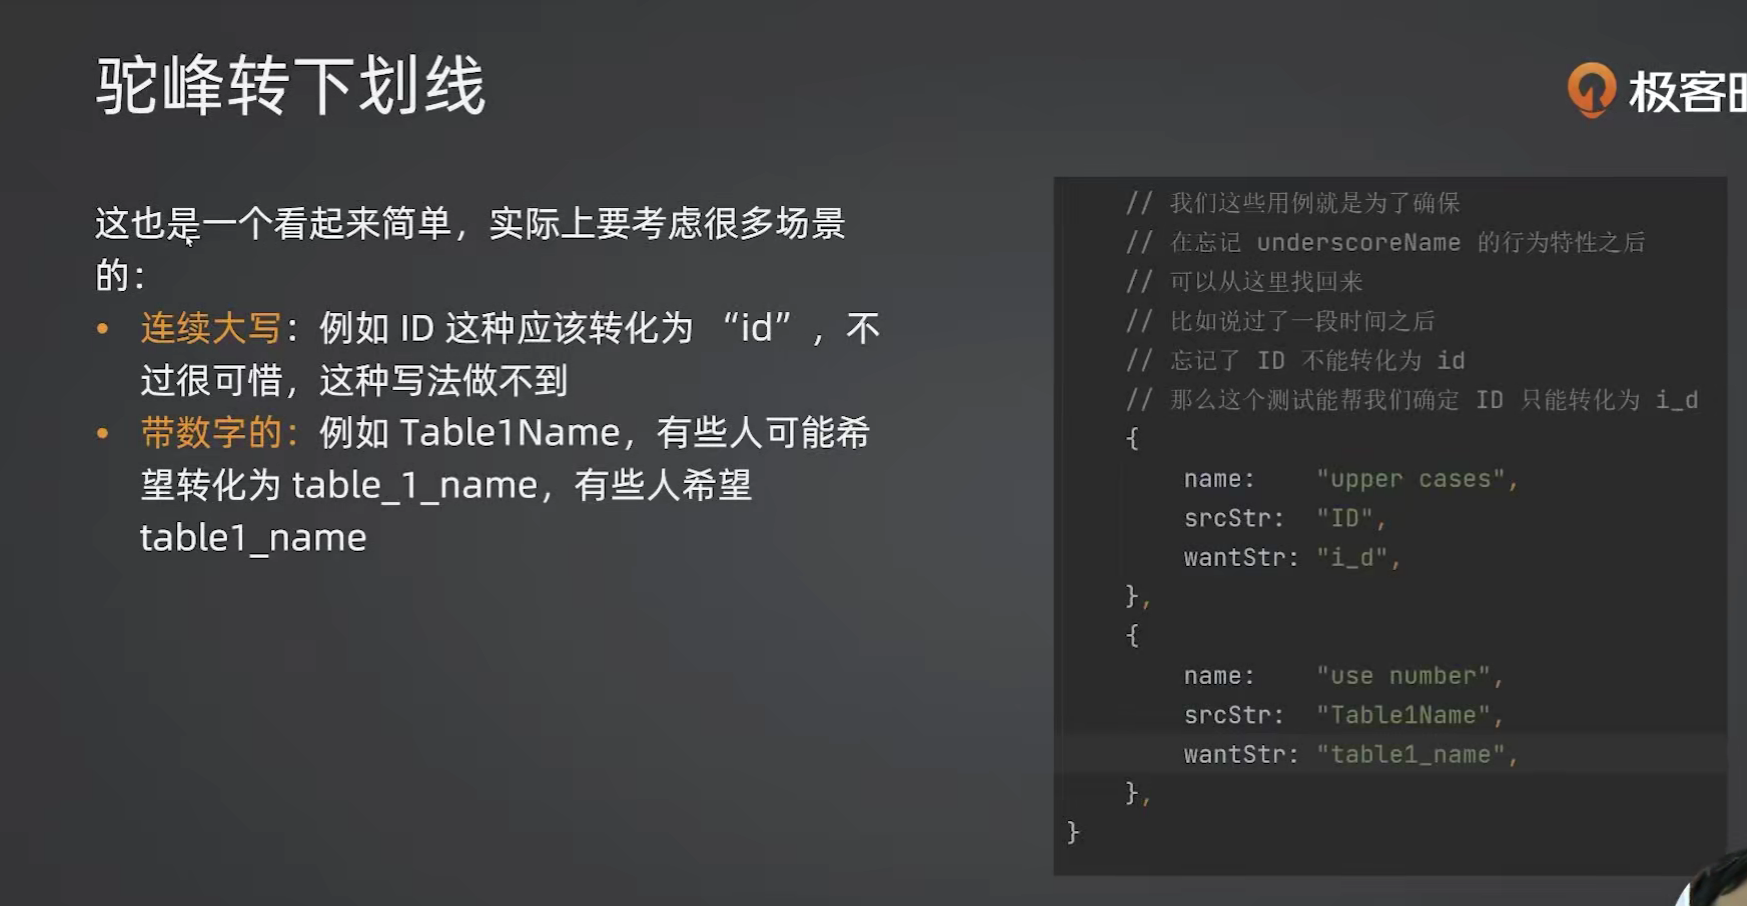 驼峰转下划线
极客
这也是一个看起来简单，实际上要考虑很多场景
的：
• 连续大写：例如 ID 这种应该转化为 “id” ，不
过很可惜，这种写法做不到
• 带数字的：例如 Table1Name，有些人可能希
望转化为 table_1_name，有些人希望
table1_name
// 我们这些用例就是为了确保
// 在忘记 underscoreName 的行为特性之后
// 可以从这里找回来
// 比如说过了一段时间之后
// 忘记了 ID 不能转化为 id
// 那么这个测试能帮我们确定 ID 只能转化为 i_d
{
name: "upper cases",
srcStr: "ID",
wantStr: "i_d",
},
{
name: "use number",
srcStr: "Table1Name",
wantStr: "table1_name",
},
}